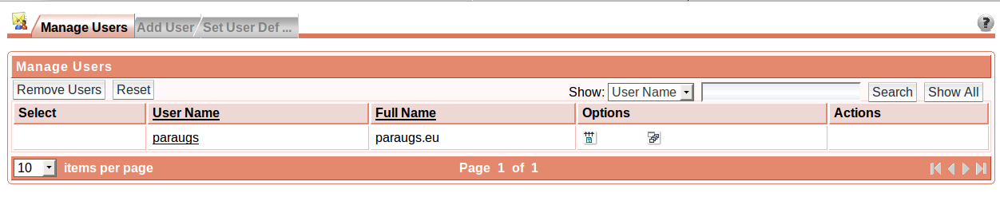 Manage Users Add User Set User Def ... ?
Manage Users
Remove Users Reset Show: User Name Search Show All
Select User Name Full Name Options Actions
paraugs paraugs.eu
10 items per page Page 1 of 1